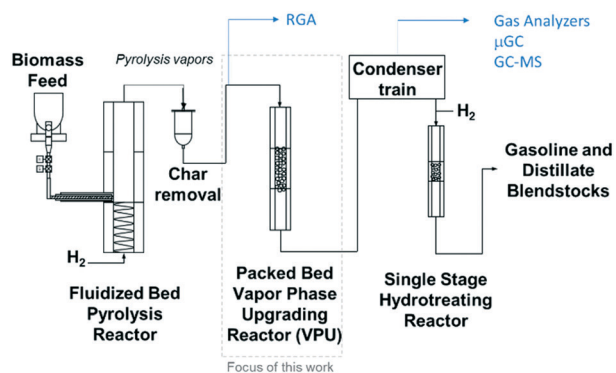 RGA
Gas Analyzers
μGC
GC-MS
Biomass
Feed
Pyrolysis vapors
Condenser
train
H2
Char
removal
Gasoline and
Distillate
Blendstocks
H2
Fluidized Bed
Pyrolysis
Reactor
Packed Bed
Vapor Phase
Upgrading
Reactor (VPU)
Single Stage
Hydrotreating
Reactor
Focus of this work